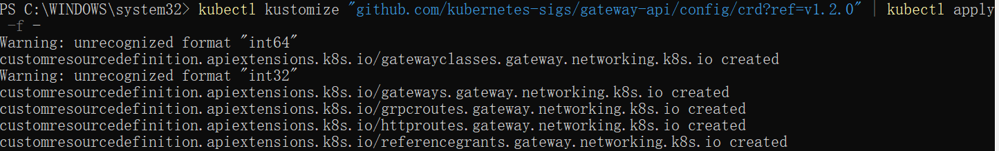 PS C:\WINDOWS\system32> kubectl kustomize "github.com/kubernetes-sigs/gateway-api/config/crd?ref=v1.2.0" | kubectl apply
-f -
Warning: unrecognized format "int64"
customresourcedefinition.apiextensions.k8s.io/gatewayclasses.gateway.networking.k8s.io created
Warning: unrecognized format "int32"
customresourcedefinition.apiextensions.k8s.io/gateways.gateway.networking.k8s.io created
customresourcedefinition.apiextensions.k8s.io/grpcroutes.gateway.networking.k8s.io created
customresourcedefinition.apiextensions.k8s.io/httproutes.gateway.networking.k8s.io created
customresourcedefinition.apiextensions.k8s.io/referencegrants.gateway.networking.k8s.io created